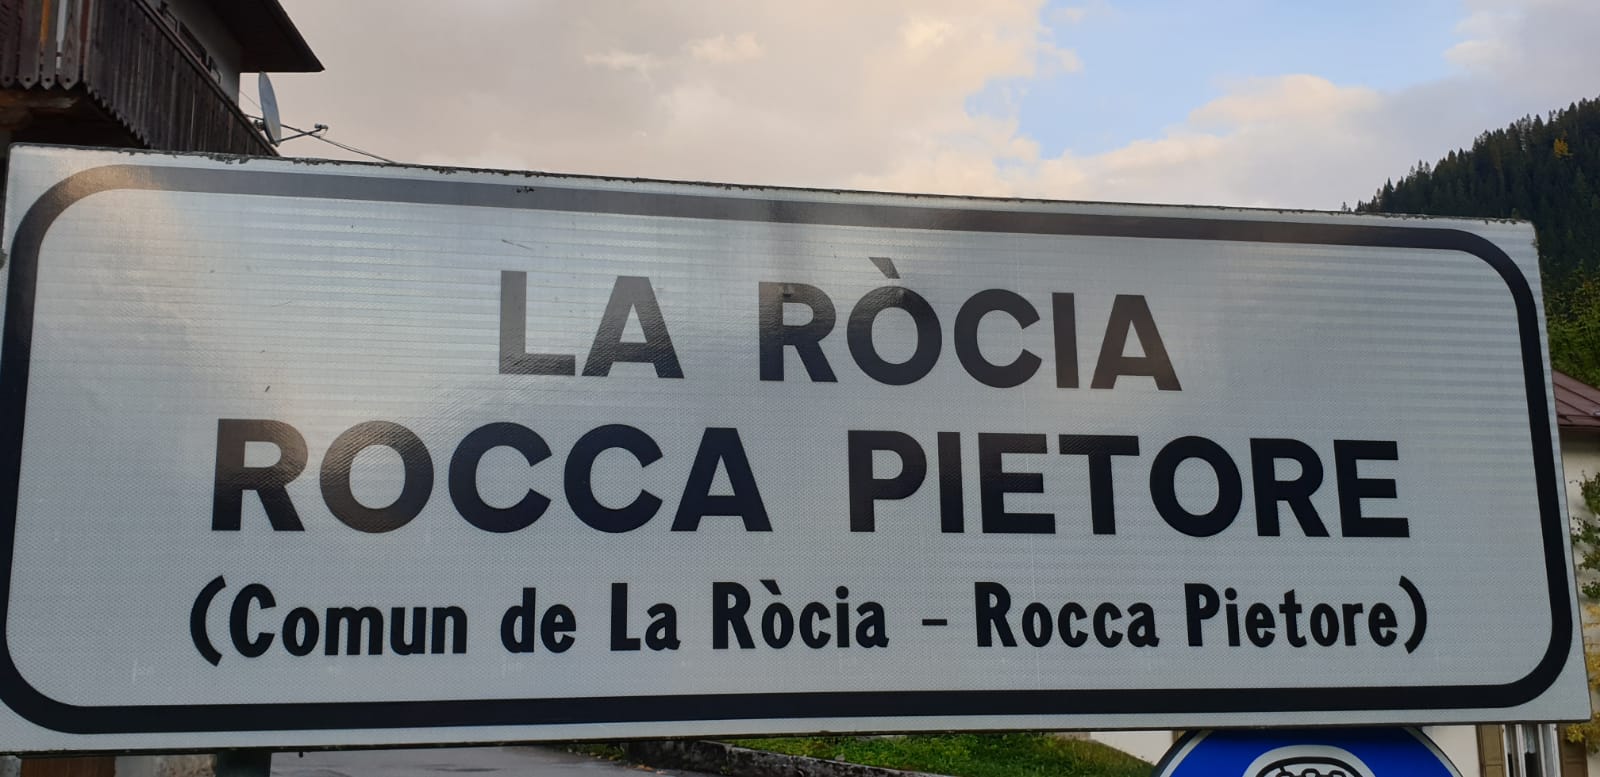 LA RÒCIA
ROCCA PIETORE
(Comun de La Ròcia - Rocca Pietore)